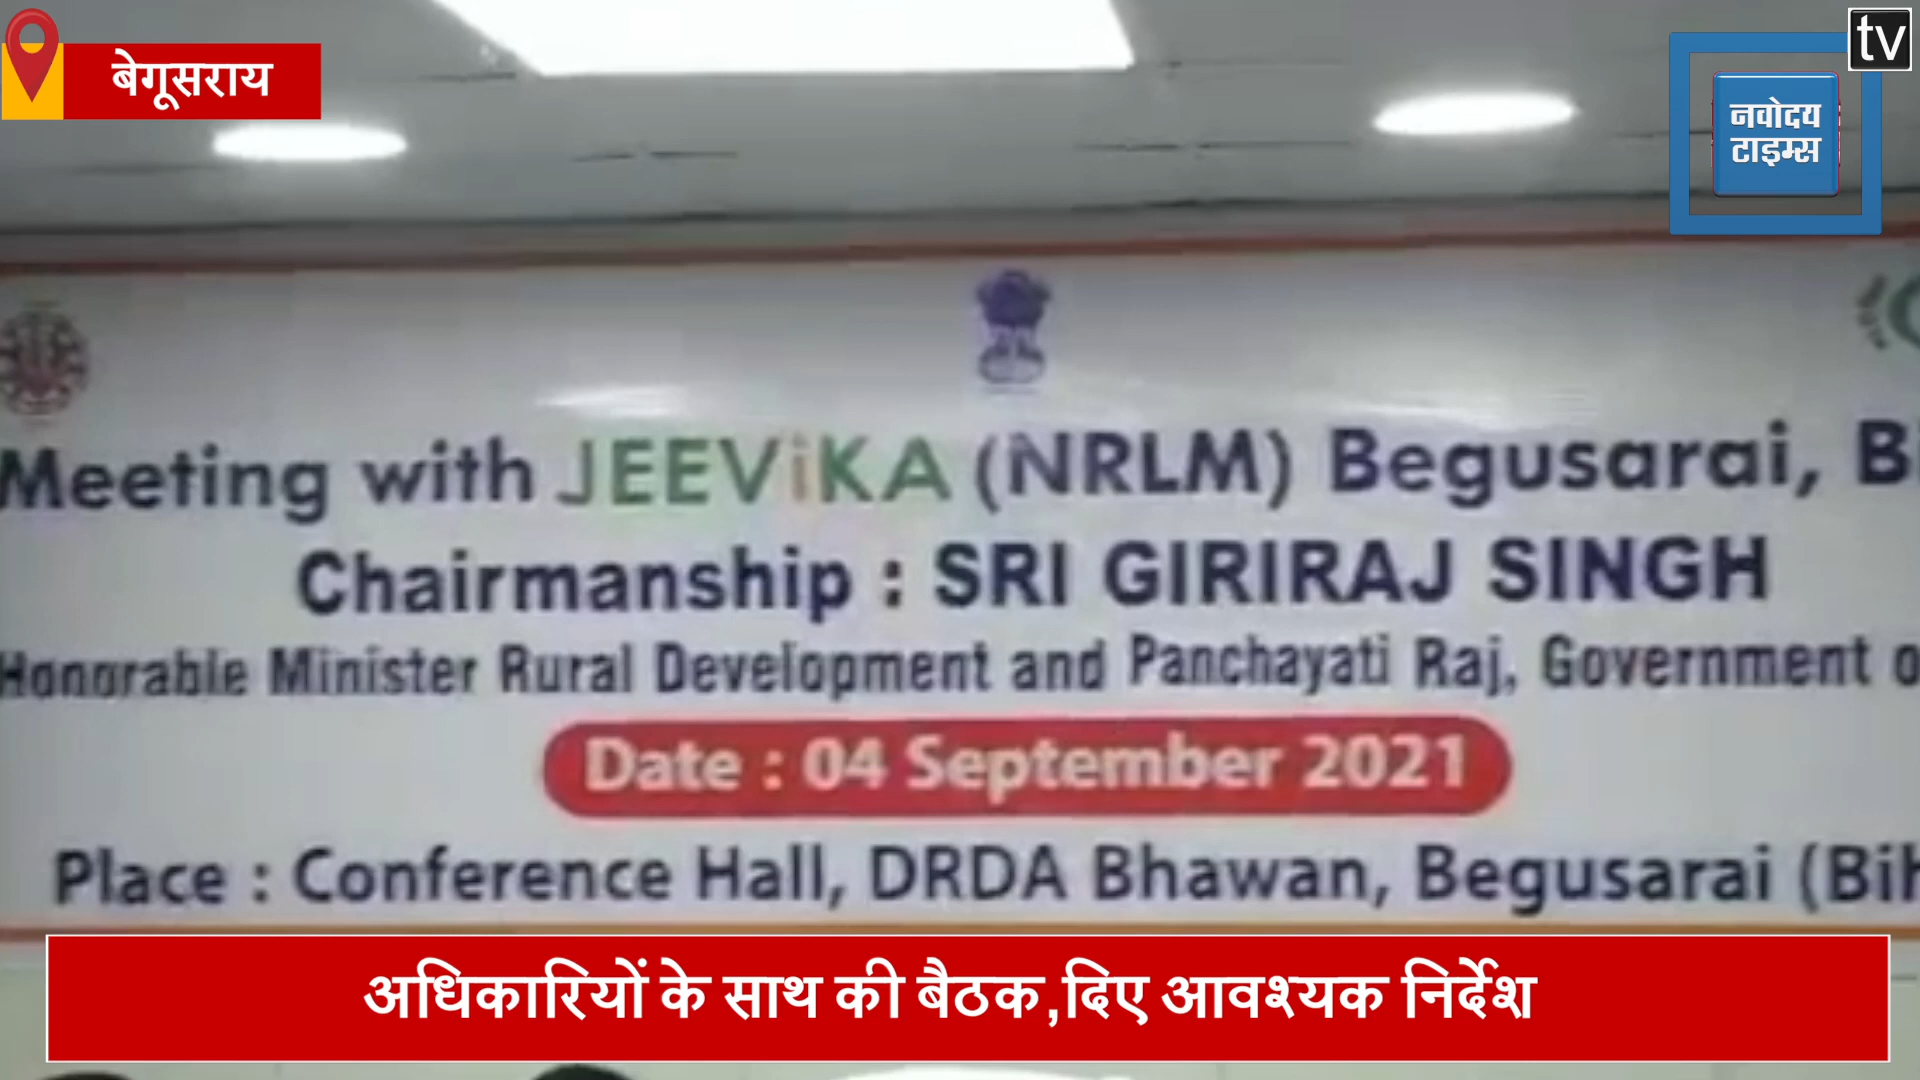 बेगूसराय
tv
नवोदय
टाइम्स
Meeting with JEEViKA (NRLM) Begusarai,
Chairmanship : SRI GIRIRAJ SINGH
Honorable Minister Rural Development and Panchayati Raj, Government
Date : 04 September 2021
Place : Conference Hall, DRDA Bhawan, Begusarai
अधिकारियों के साथ की बैठक,दिए आवश्यक निर्देश